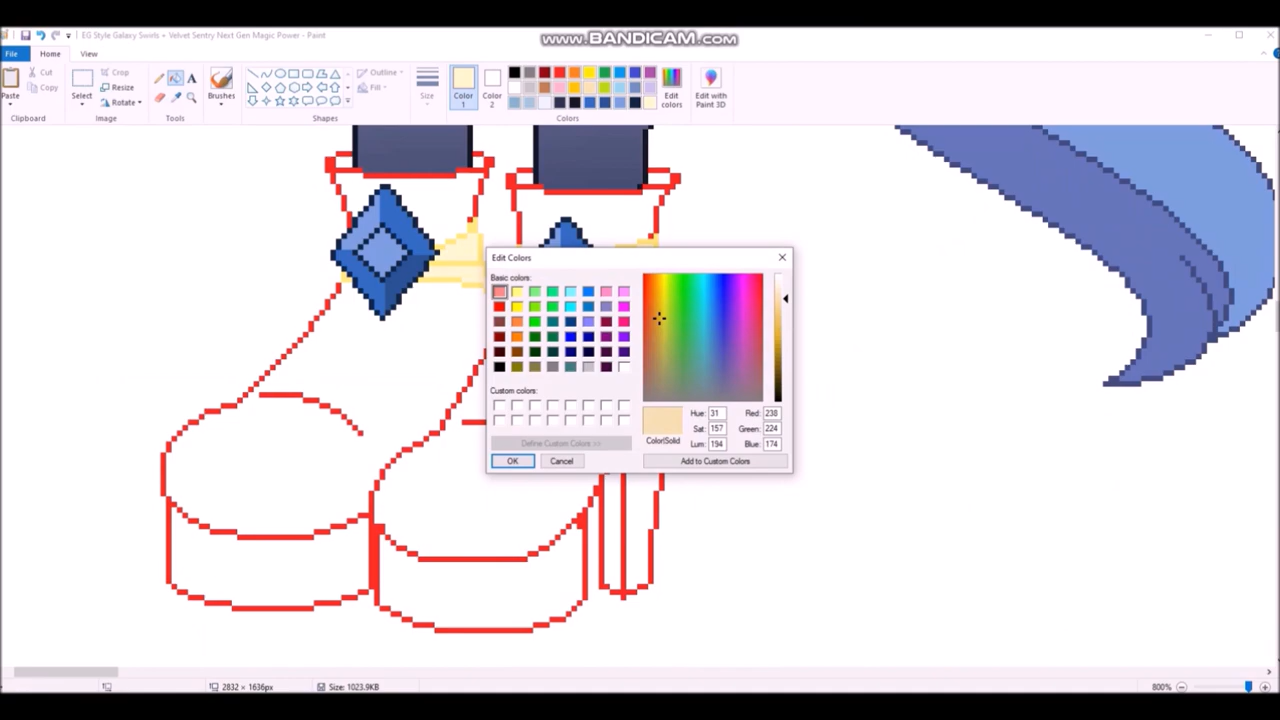 EG Style Galaxy Swirls + Velvet Sentry Next Gen Magic Power - Paint
www.BANDICAM.com
File Home View
Paste
Cut
Copy
Clipboard
Select
Crop
Resize
Rotate
Image
A
Tools
Brushes
Outline
Fill
Shapes
Size
Color
1
Color
2
Edit
colors
Colors
Edit with
Paint 3D
Edit Colors
Basic colors:
Custom colors:
Define Custom Colors >>
OK Cancel
Color|Solid
Hue: 31 Red: 238
Sat: 157 Green: 224
Lum: 194 Blue: 174
Add to Custom Colors
2832 × 1636px Size: 1023.9KB 800%